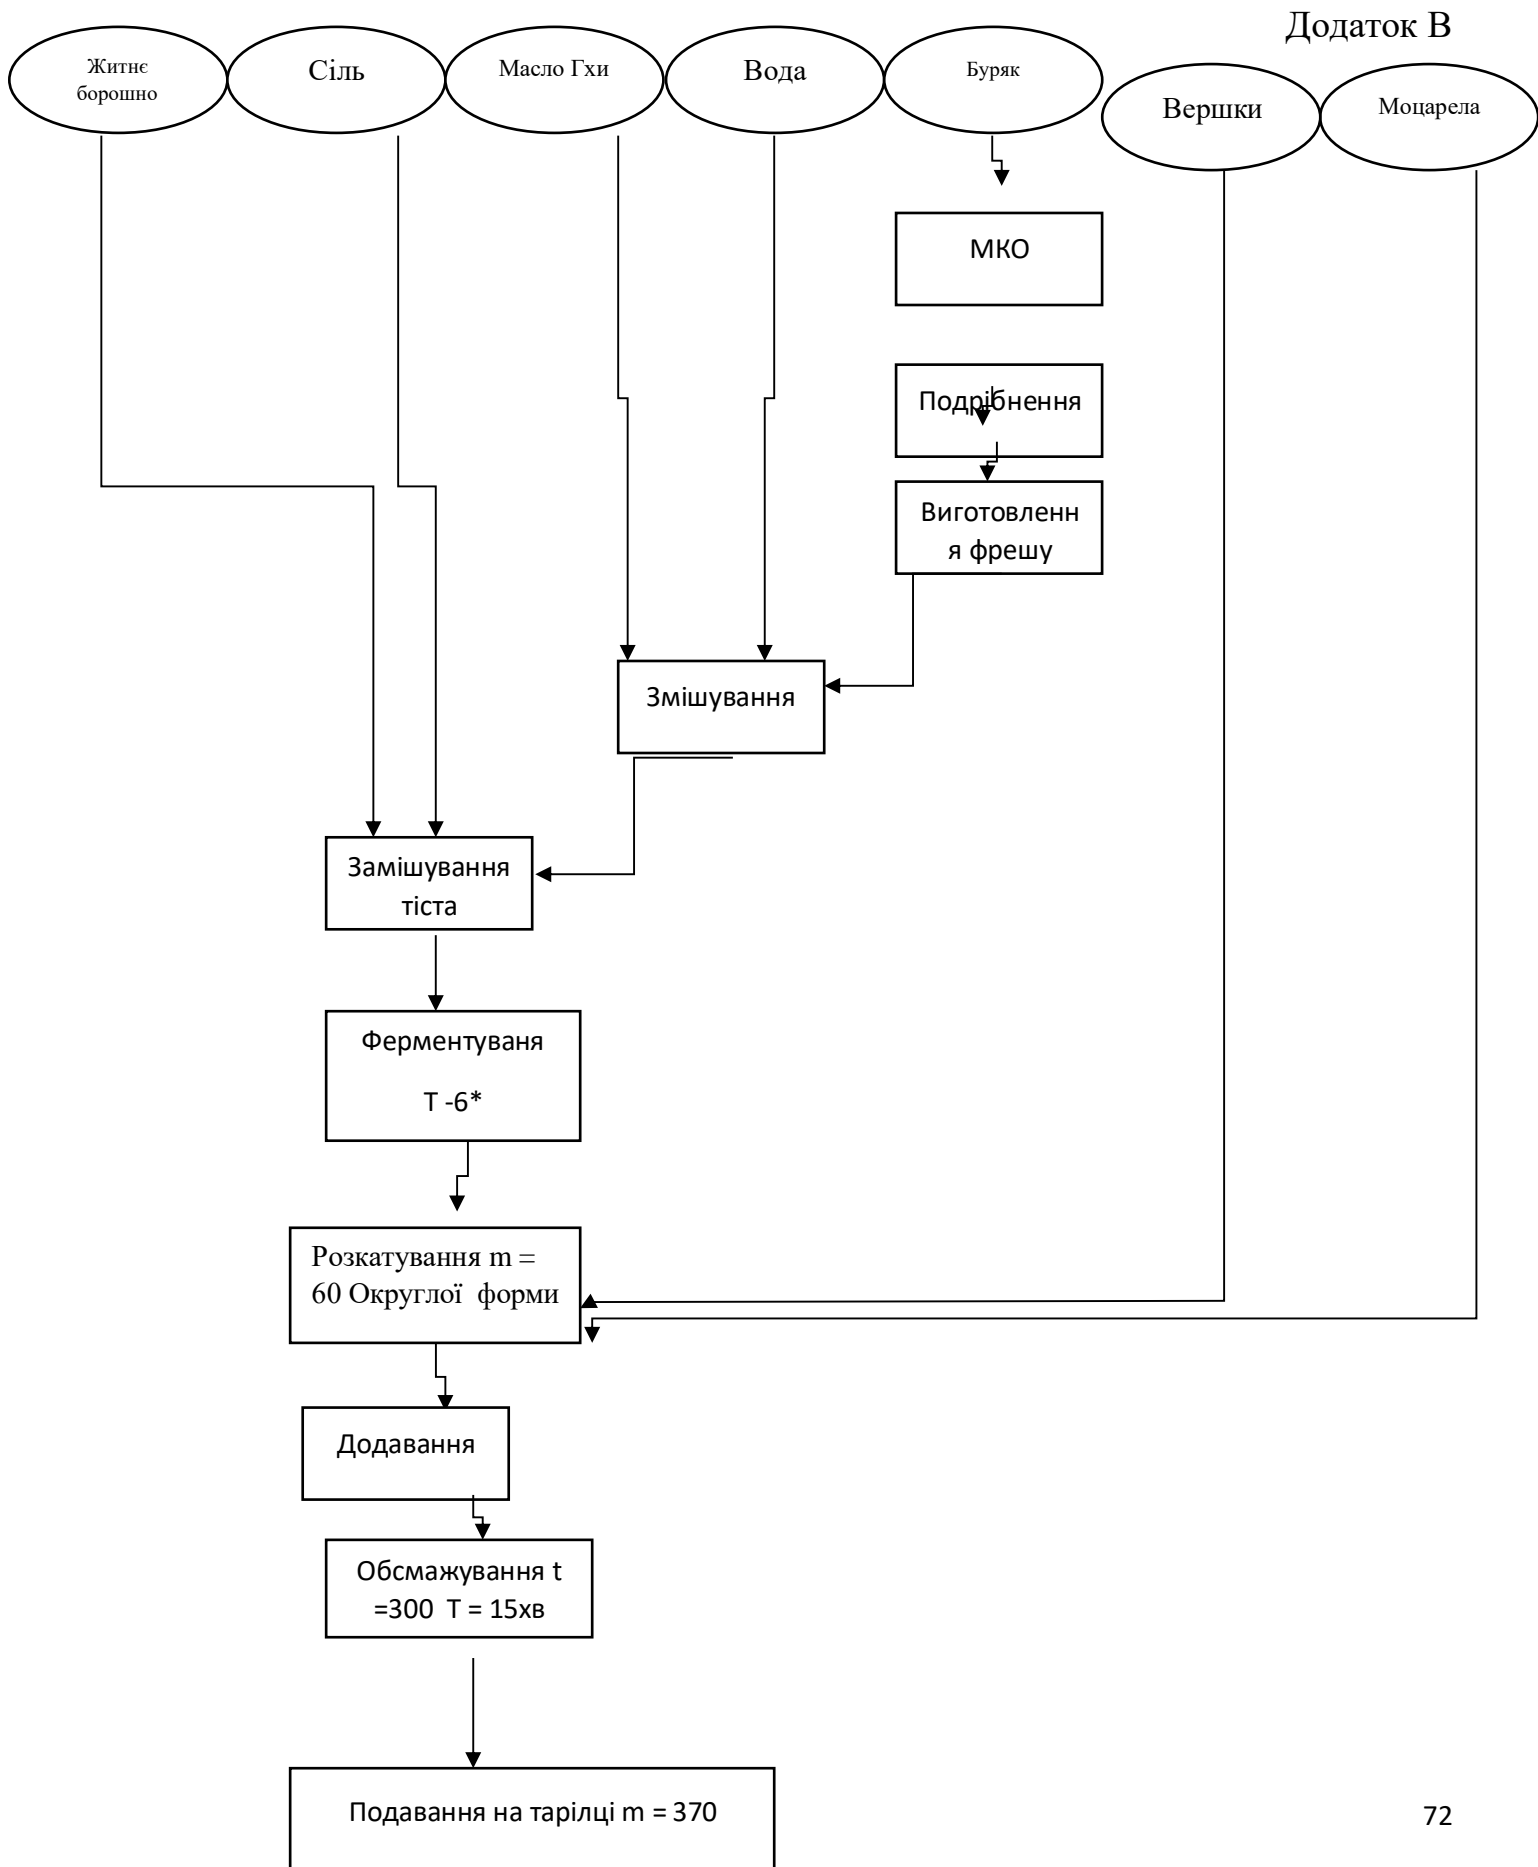 Додаток В
Житнє
борошно
Сіль
Масло Гхи
Вода
Буряк
Вершки
Моцарела
МКО
Подрібнення
Виготовленн
я фрешу
Змішування
Замішування
тіста
Ферментуваня
Т -6*
Розкатування m =
60 Округлої форми
Додавання
Обсмажування t
=300 T = 15хв
Подавання на тарілці m = 370
72